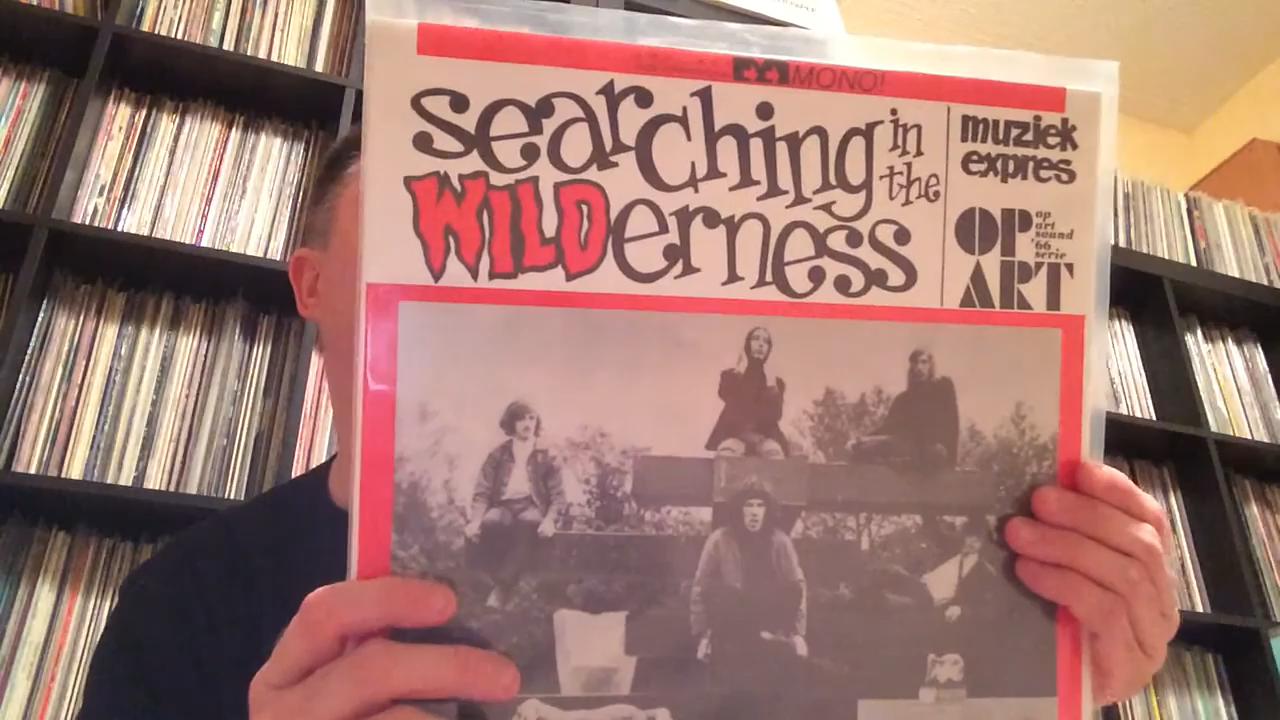 MONO!
searching
in
the
WILDerness
muziek
expres
OP
ART
op
art
sound
'66
serie